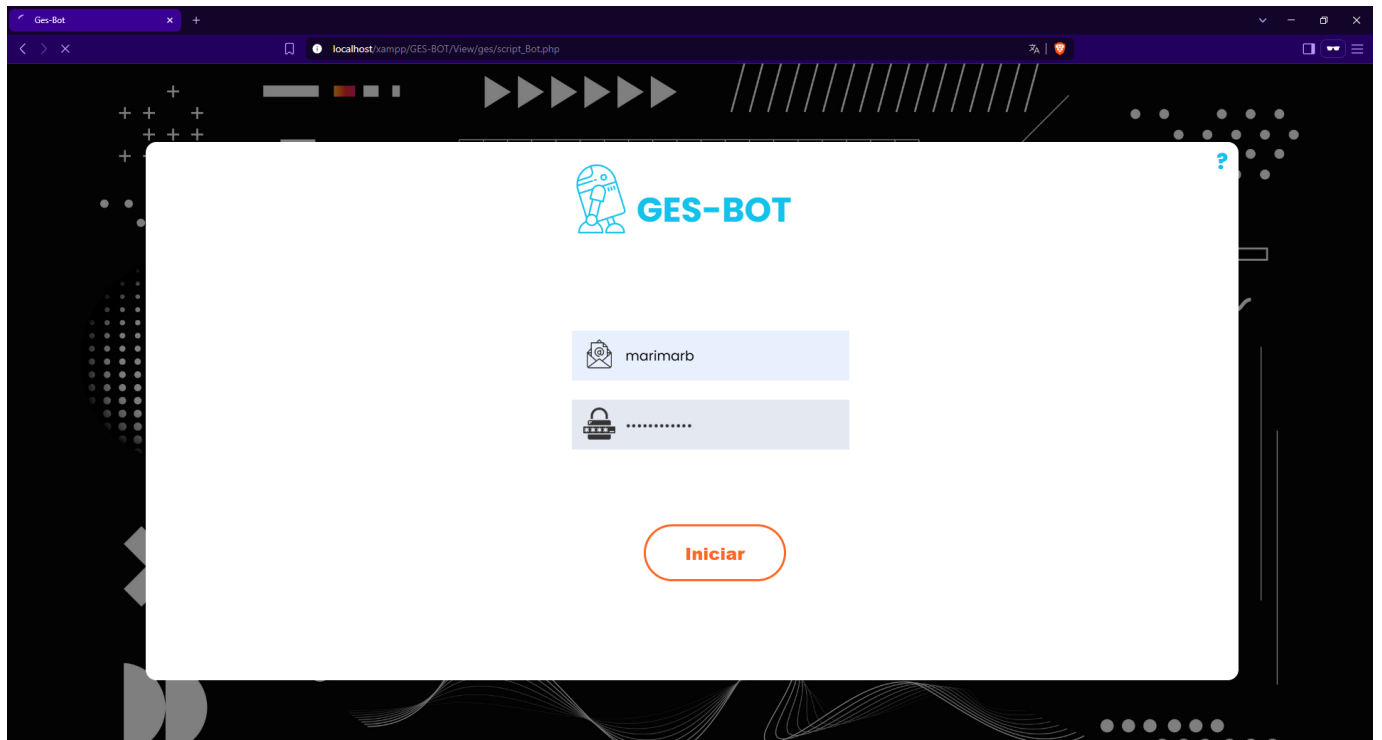 Ges-Bot
localhost/xampp/GES-BOT/View/ges/script_Bot.php
?
GES-BOT
marimarb
••••••••••••
Iniciar